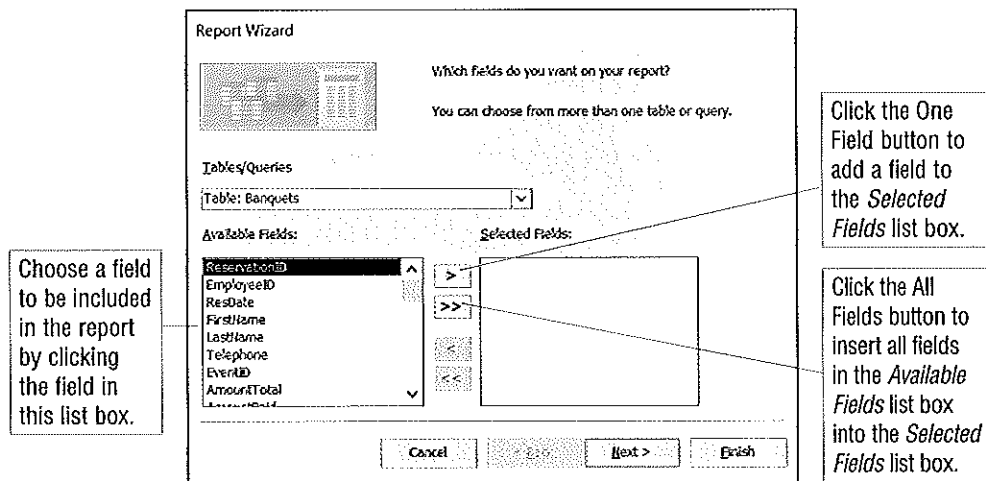 Report Wizard
Which fields do you want on your report?
You can choose from more than one table or query.
Tables/Queries
Table: Banquets
Available Fields:
Selected Fields:
ReservationID
EmployeeID
ResDate
FirstName
LastName
Telephone
EventID
AmountTotal
>
>>
<
<<
Cancel
Next >
Finish
Choose a field
to be included
in the report
by clicking
the field in
this list box.
Click the One
Field button to
add a field to
the Selected
Fields list box.
Click the All
Fields button to
insert all fields
in the Available
Fields list box
into the Selected
Fields list box.